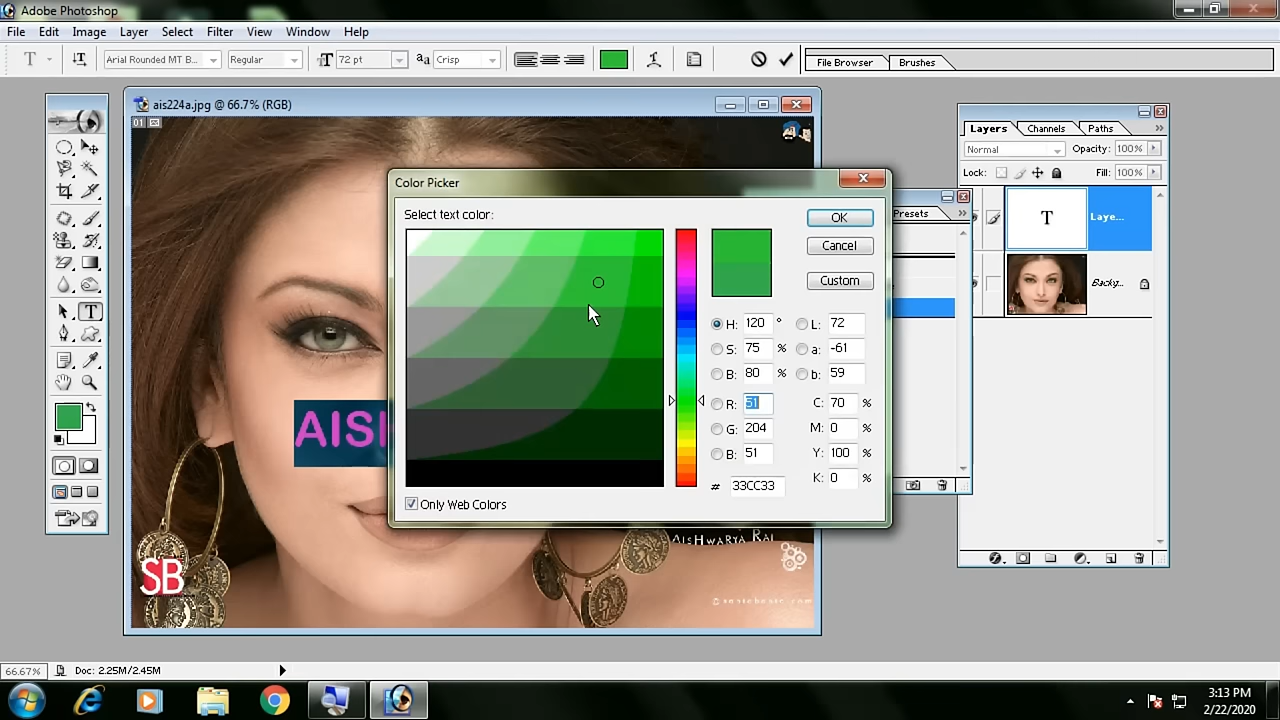 Adobe Photoshop
File Edit Image Layer Select Filter View Window Help
T T Arial Rounded MT B... Regular T 72 pt aa Crisp File Browser Brushes
ais224a.jpg @ 66.7% (RGB)
01
Layers Channels Paths
Normal Opacity: 100%
Lock: Fill: 100%
T Laye...
Backg...
Presets
Color Picker
Select text color:
OK
Cancel
Custom
H: 120 ° L: 72
S: 75 % a: -61
B: 80 % b: 59
R: 51 C: 70 %
G: 204 M: 0 %
B: 51 Y: 100 %
# 33CC33 K: 0 %
Only Web Colors
AIS
AISHWARYA RAI
SB
66.67% Doc: 2.25M/2.45M
3:13 PM
2/22/2020